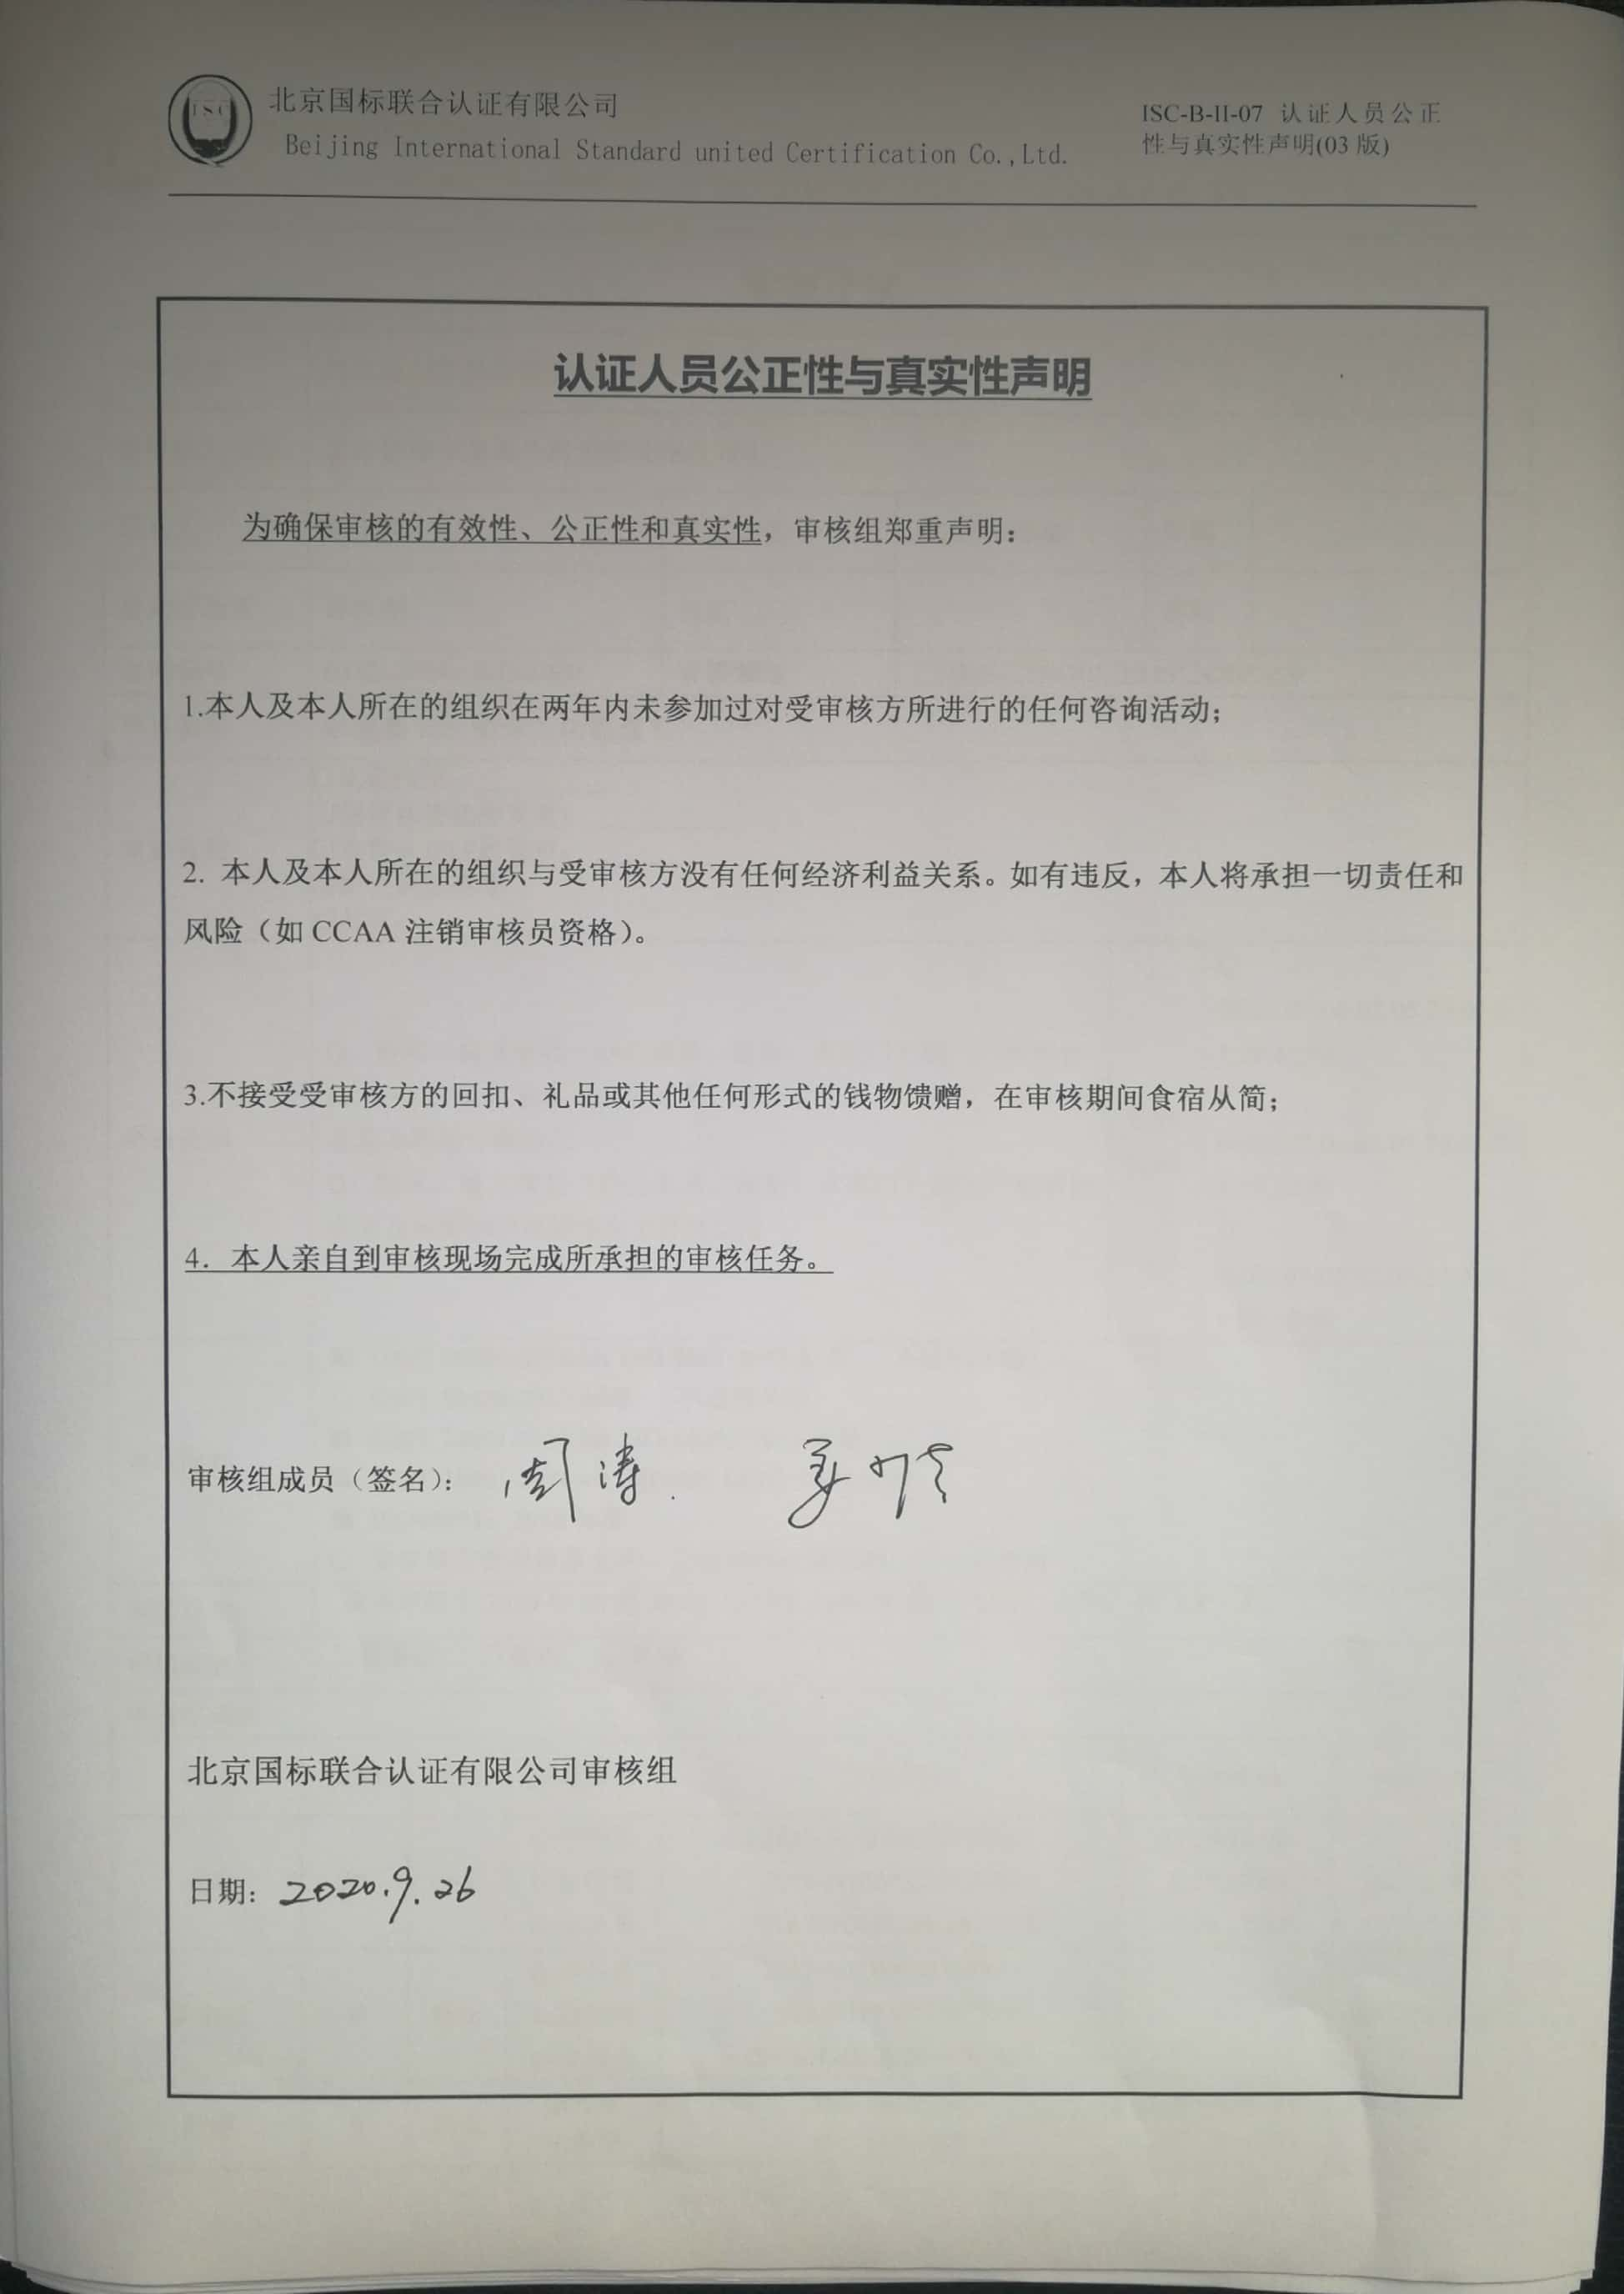 ISC
北京国标联合认证有限公司
Beijing International Standard united Certification Co.,Ltd.
ISC-B-II-07 认证人员公正
性与真实性声明(03 版)
认证人员公正性与真实性声明
为确保审核的有效性、公正性和真实性，审核组郑重声明：
1.本人及本人所在的组织在两年内未参加过对受审核方所进行的任何咨询活动；
2. 本人及本人所在的组织与受审核方没有任何经济利益关系。如有违反，本人将承担一切责任和
风险（如 CCAA 注销审核员资格）。
3.不接受受审核方的回扣、礼品或其他任何形式的钱物馈赠，在审核期间食宿从简；
4. 本人亲自到审核现场完成所承担的审核任务。
审核组成员（签名）： 周涛
北京国标联合认证有限公司审核组
日期：2020.9.26